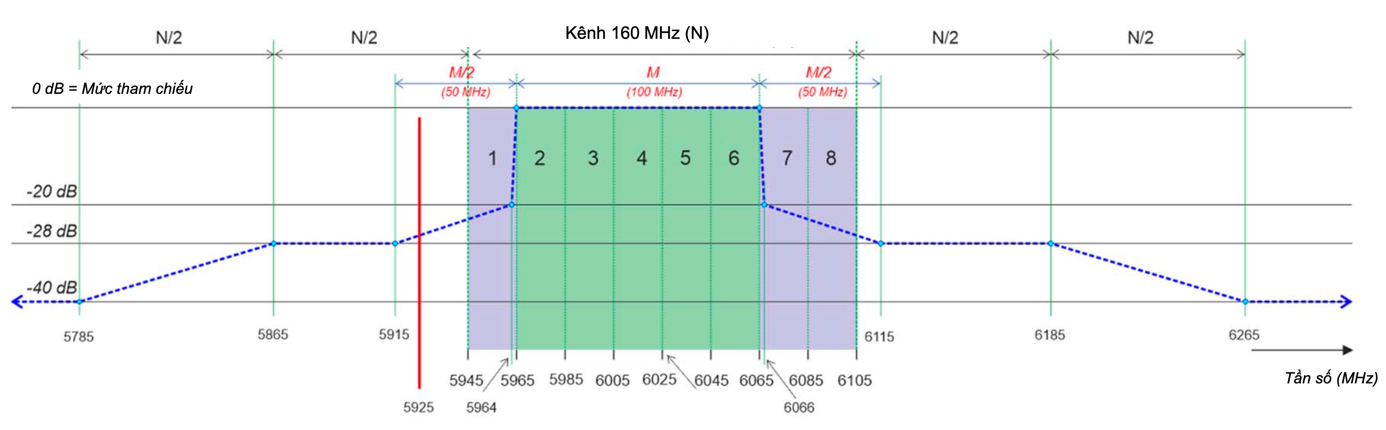 Kênh 160 MHz (N)
N/2
N/2
N/2
N/2
M/2
(50 MHz)
M
(100 MHz)
M/2
(50 MHz)
0 dB = Mức tham chiếu
1
2
3
4
5
6
7
8
-20 dB
-28 dB
-40 dB
5785
5865
5915
6115
6185
6265
5945
5965
5985
6005
6025
6045
6065
6085
6105
Tần số (MHz)
5925
5964
6066